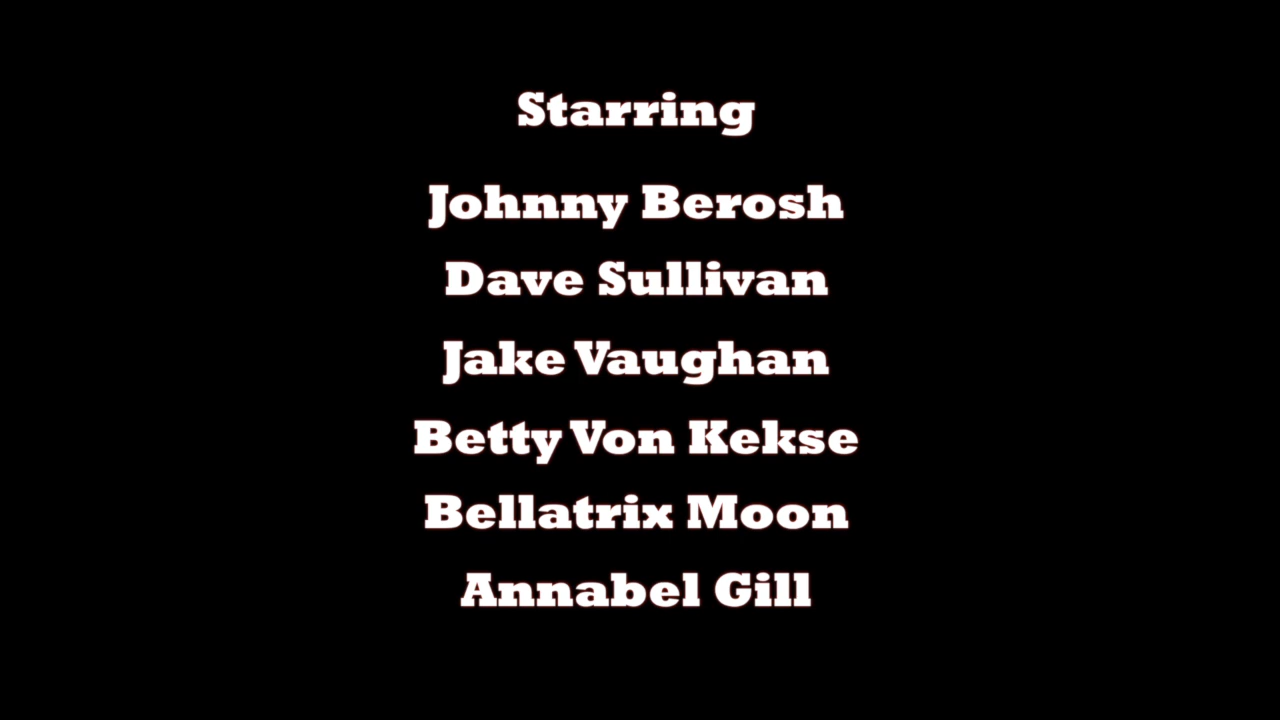 Starring
Johnny Berosh
Dave Sullivan
Jake Vaughan
Betty Von Kekse
Bellatrix Moon
Annabel Gill